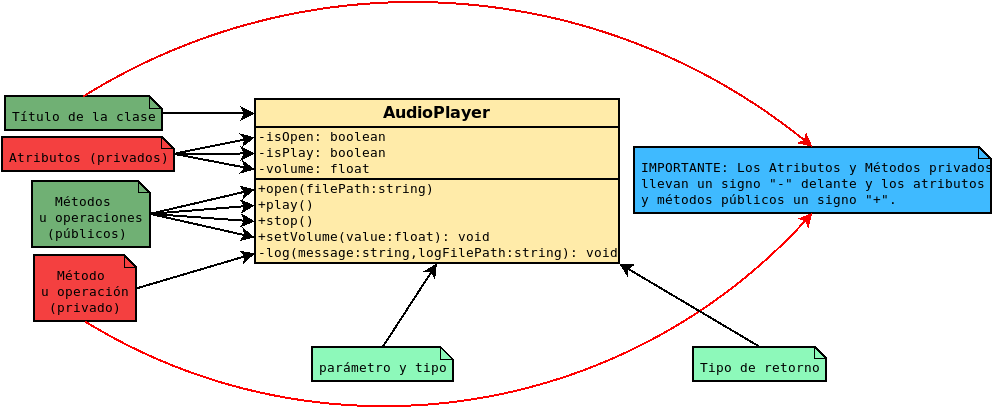 Título de la clase
Atributos (privados)
Métodos
u operaciones
(públicos)
Método
u operación
(privado)
AudioPlayer
-isOpen: boolean
-isPlay: boolean
-volume: float
+open(filePath:string)
+play()
+stop()
+setVolume(value:float): void
-log(message:string,logFilePath:string): void
IMPORTANTE: Los Atributos y Métodos privados
llevan un signo "-" delante y los atributos
y métodos públicos un signo "+".
parámetro y tipo
Tipo de retorno